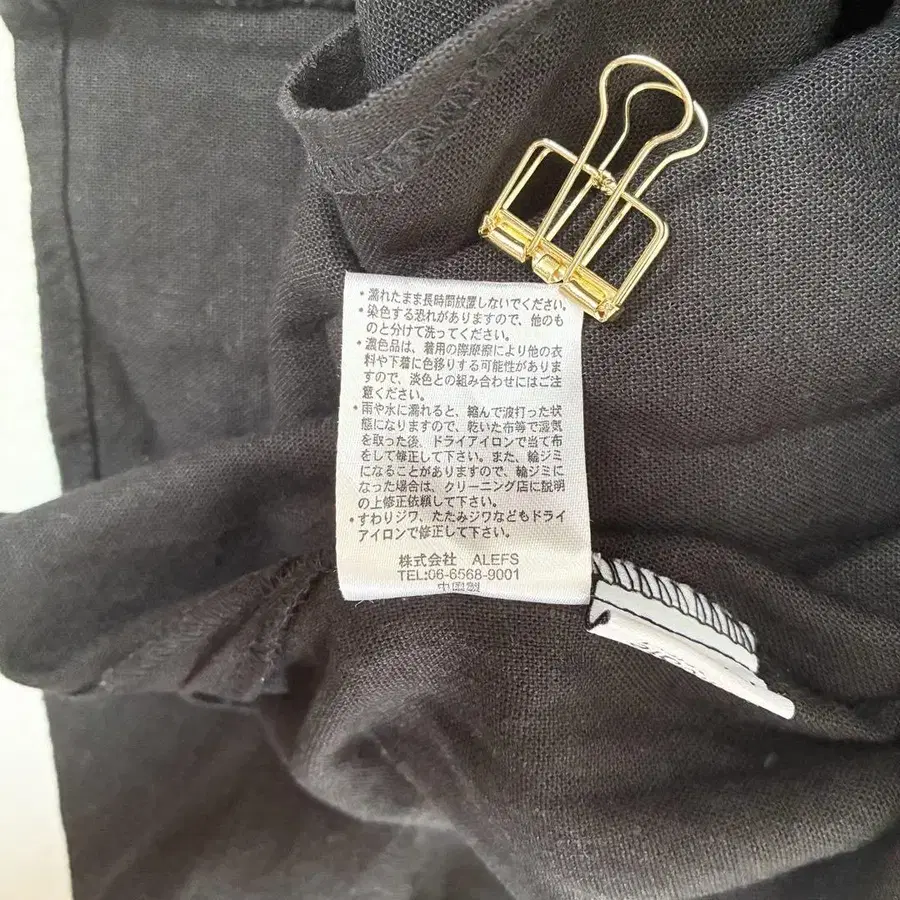 ・濡れたまま長時間放置しないでください。
・染色する恐れがありますので、他のも
のと分けて洗ってください。
・濃色品は、着用の際摩擦により他の衣
料や下着に色移りする可能性がありま
すので、淡色との組み合わせにはご注
意ください。
・雨や水に濡れると、縮んで波打った状
態になりますので、乾いた布等で湿気
を取った後、ドライアイロンで当て布
をして修正して下さい。また、輪ジミ
になることがありますので、輪ジミに
なった場合は、クリーニング店に説明
の上修正依頼して下さい。
・すわりジワ、たたみジワなどもドライ
アイロンで修正して下さい。
株式会社 ALEFS
TEL:06-6568-9001
中国製